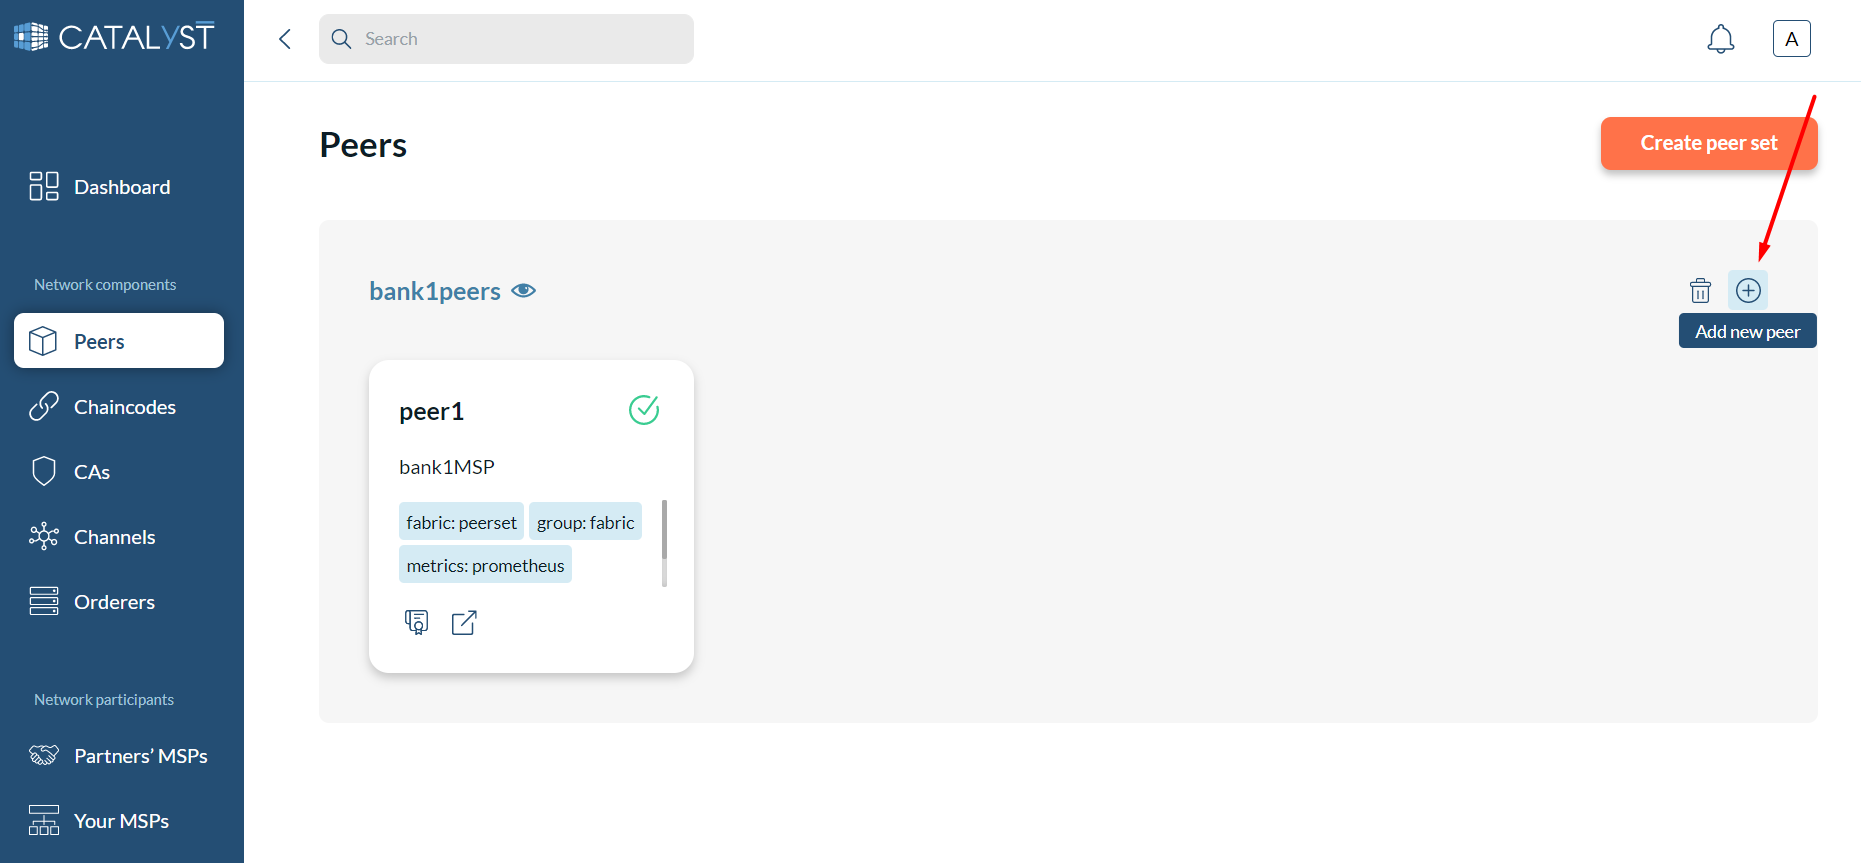 CATALYST
Search
A
Peers
Create peer set
Dashboard
Network components
Peers
Chaincodes
CAs
Channels
Orderers
Network participants
Partners’ MSPs
Your MSPs
bank1peers
Add new peer
peer1
bank1MSP
fabric: peerset group: fabric
metrics: prometheus